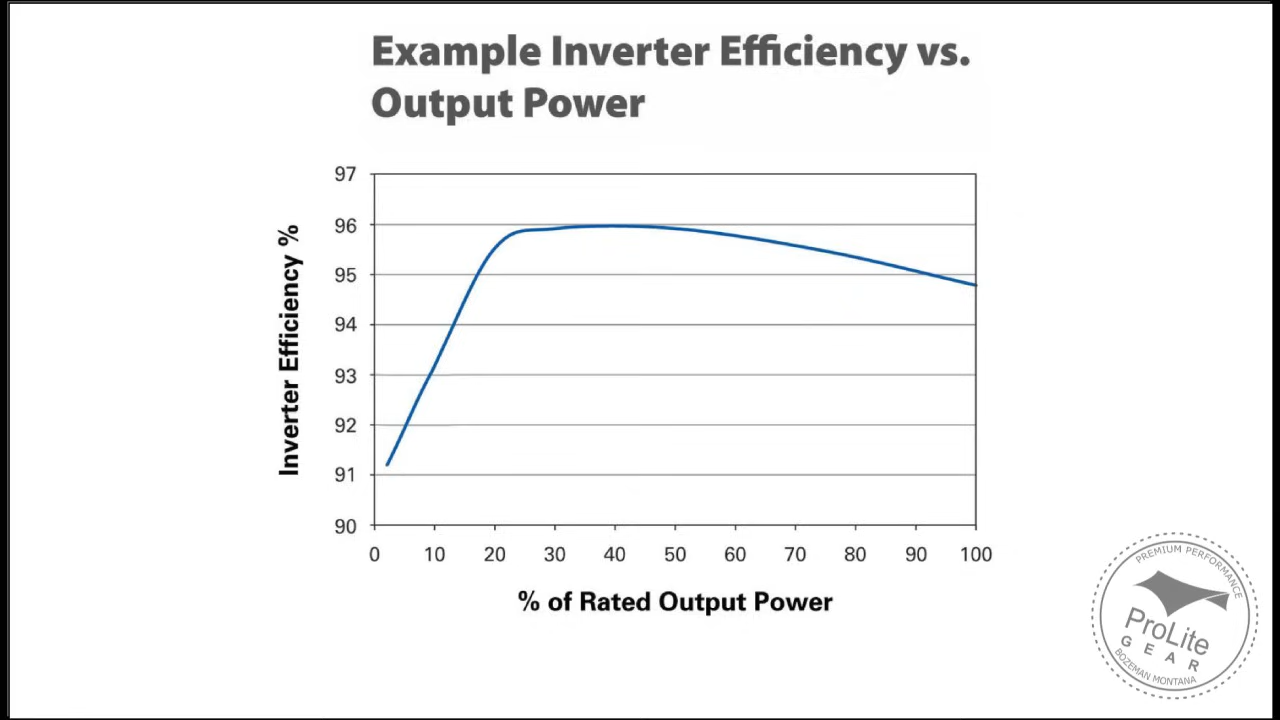 Example Inverter Efficiency vs.
Output Power
97
96
95
94
93
92
91
90
Inverter Efficiency %
0 10 20 30 40 50 60 70 80 90 100
% of Rated Output Power
PREMIUM PERFORMANCE
ProLite
GEAR
BOZEMAN MONTANA